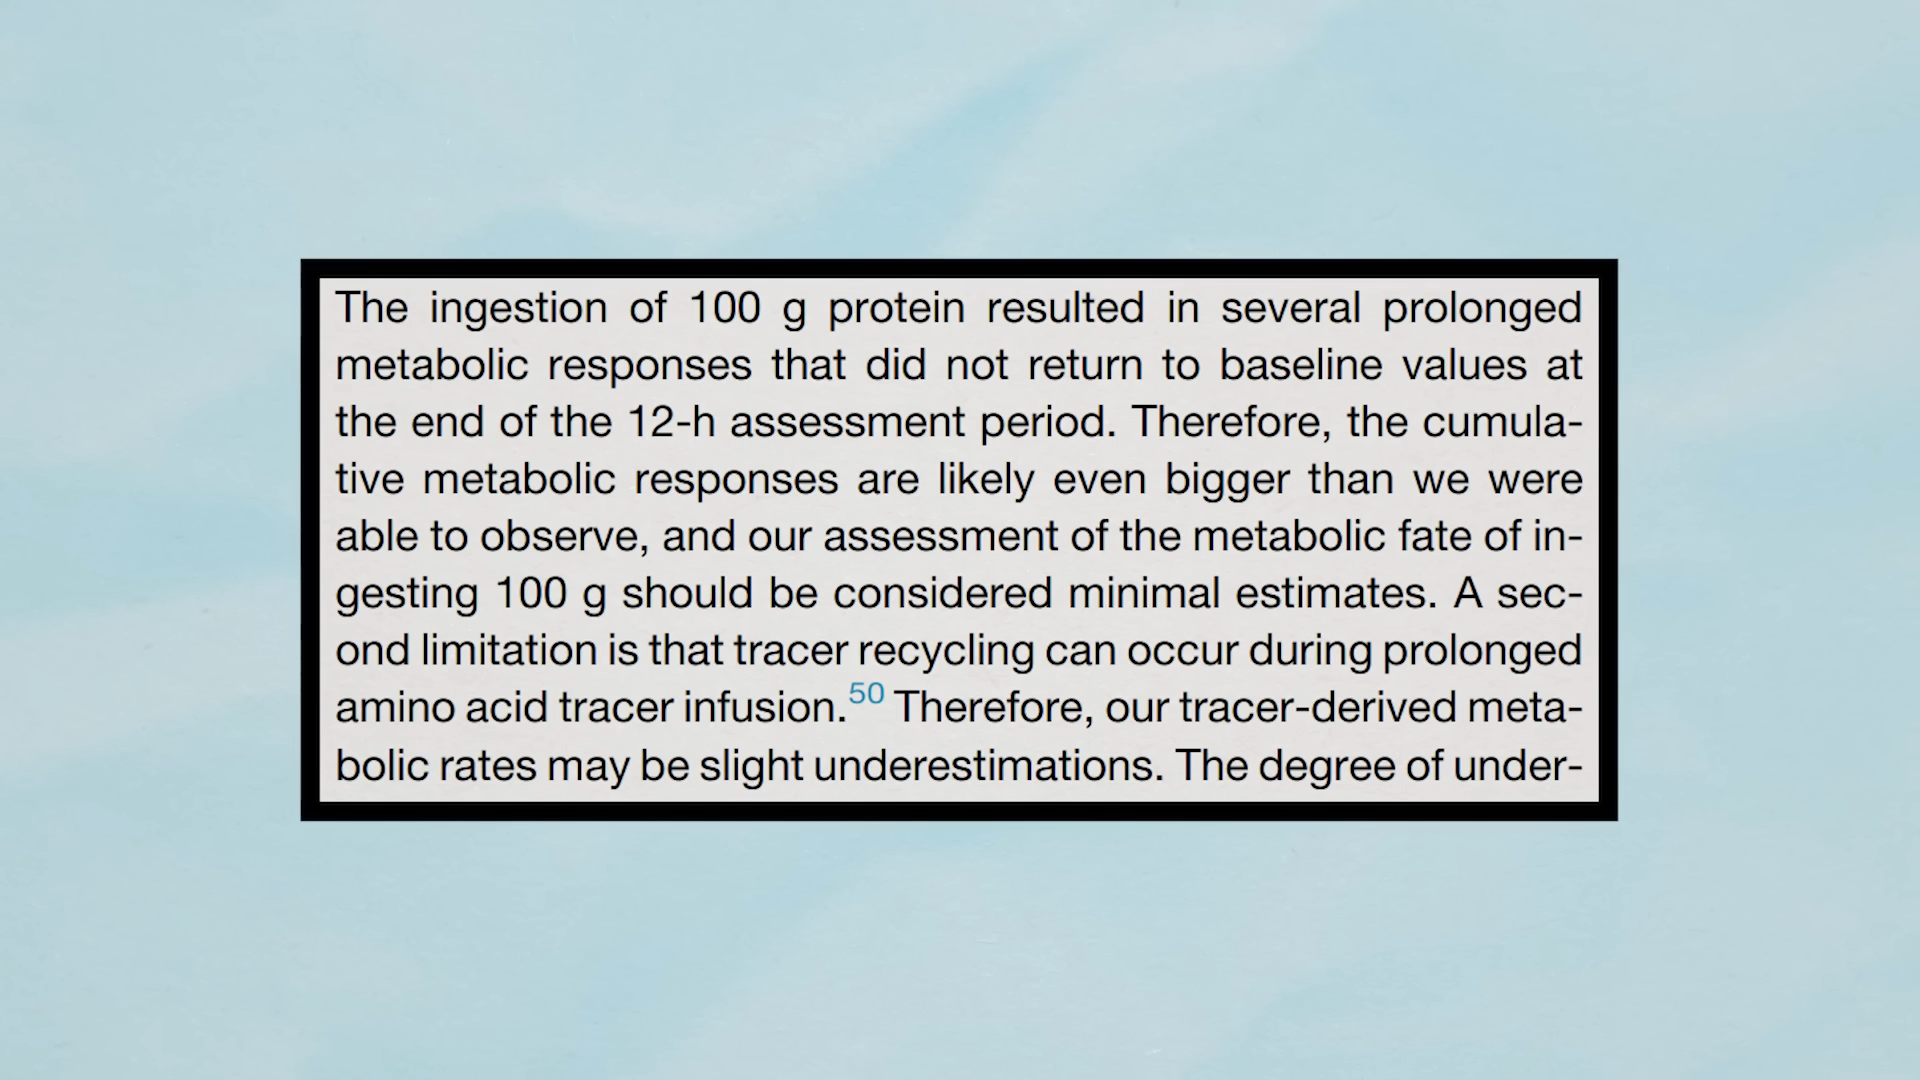 The ingestion of 100 g protein resulted in several prolonged
metabolic responses that did not return to baseline values at
the end of the 12-h assessment period. Therefore, the cumula-
tive metabolic responses are likely even bigger than we were
able to observe, and our assessment of the metabolic fate of in-
gesting 100 g should be considered minimal estimates. A sec-
ond limitation is that tracer recycling can occur during prolonged
amino acid tracer infusion.50 Therefore, our tracer-derived meta-
bolic rates may be slight underestimations. The degree of under-